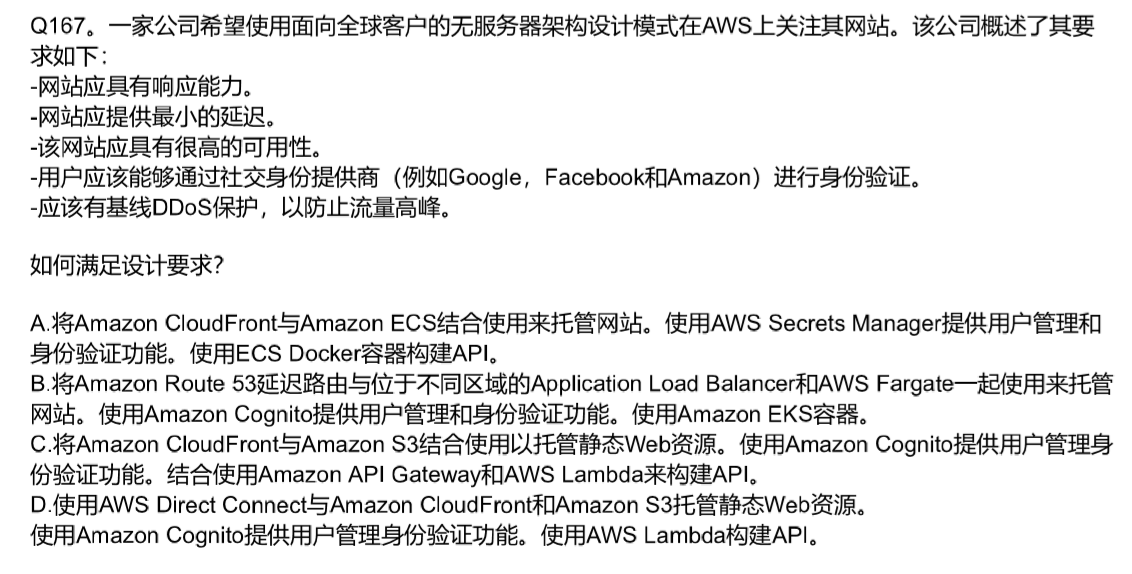 Q167。一家公司希望使用面向全球客户的无服务器架构设计模式在AWS上关注其网站。该公司概述了其要
求如下：
-网站应具有响应能力。
-网站应提供最小的延迟。
-该网站应具有很高的可用性。
-用户应该能够通过社交身份提供商（例如Google，Facebook和Amazon）进行身份验证。
-应该有基线DDoS保护，以防止流量高峰。
如何满足设计要求？
A.将Amazon CloudFront与Amazon ECS结合使用来托管网站。使用AWS Secrets Manager提供用户管理和
身份验证功能。使用ECS Docker容器构建API。
B.将Amazon Route 53延迟路由与位于不同区域的Application Load Balancer和AWS Fargate一起使用来托管
网站。使用Amazon Cognito提供用户管理和身份验证功能。使用Amazon EKS容器。
C.将Amazon CloudFront与Amazon S3结合使用以托管静态Web资源。使用Amazon Cognito提供用户管理身
份验证功能。结合使用Amazon API Gateway和AWS Lambda来构建API。
D.使用AWS Direct Connect与Amazon CloudFront和Amazon S3托管静态Web资源。
使用Amazon Cognito提供用户管理身份验证功能。使用AWS Lambda构建API。